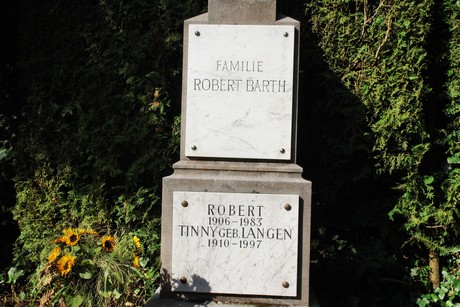 FAMILIE
ROBERT BARTH
ROBERT
1906-1983
TINNY GEB. LANGEN
1910-1997